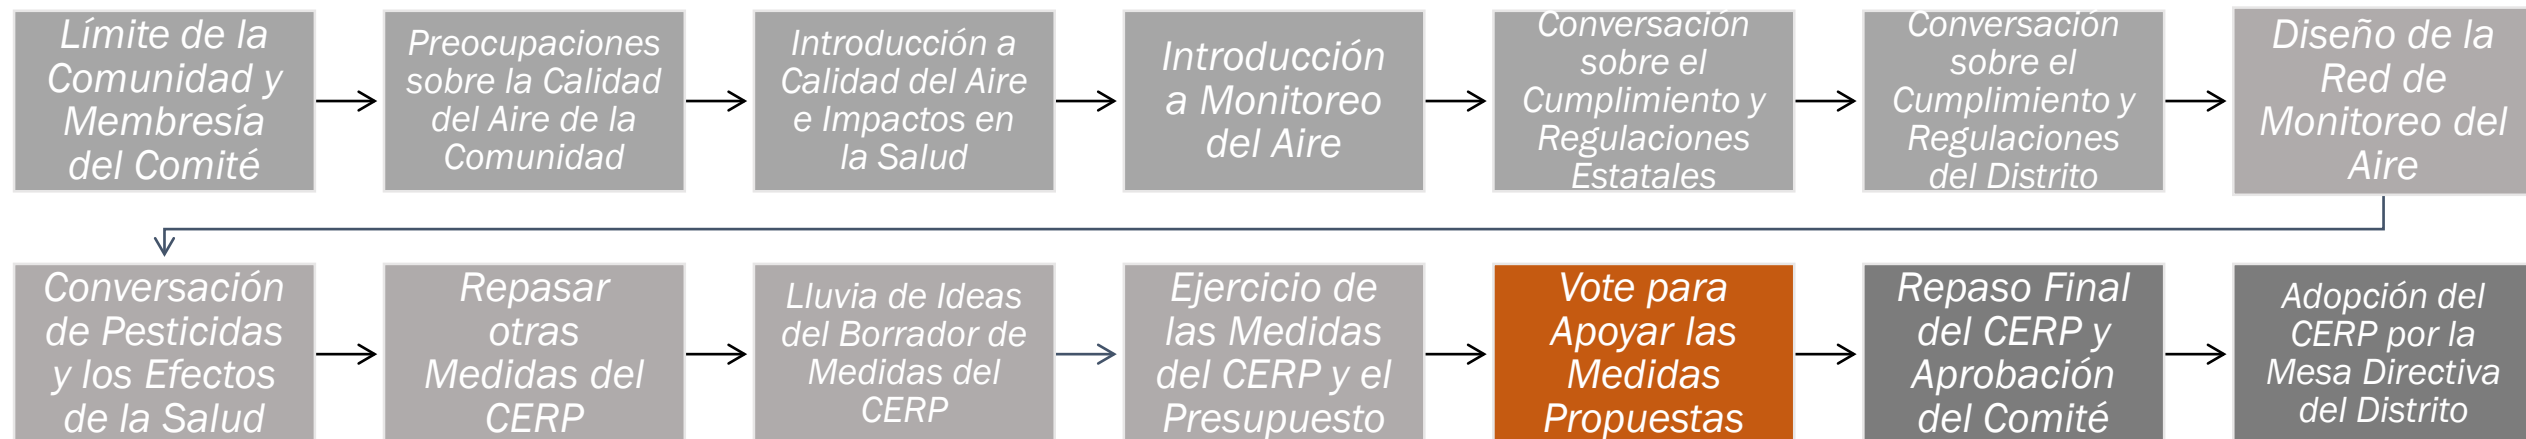 Límite de la
Comunidad y
Membresía
del Comité
Preocupaciones
sobre la Calidad
del Aire de la
Comunidad
Introducción a
Calidad del Aire
e Impactos en
la Salud
Introducción
a Monitoreo
del Aire
Conversación
sobre el
Cumplimiento y
Regulaciones
Estatales
Conversación
sobre el
Cumplimiento y
Regulaciones
del Distrito
Diseño de la
Red de
Monitoreo del
Aire
Conversación
de Pesticidas
y los Efectos
de la Salud
Repasar
otras
Medidas del
CERP
Lluvia de Ideas
del Borrador de
Medidas del
CERP
Ejercicio de
las Medidas
del CERP y el
Presupuesto
Vote para
Apoyar las
Medidas
Propuestas
Repaso Final
del CERP y
Aprobación
del Comité
Adopción del
CERP por la
Mesa Directiva
del Distrito